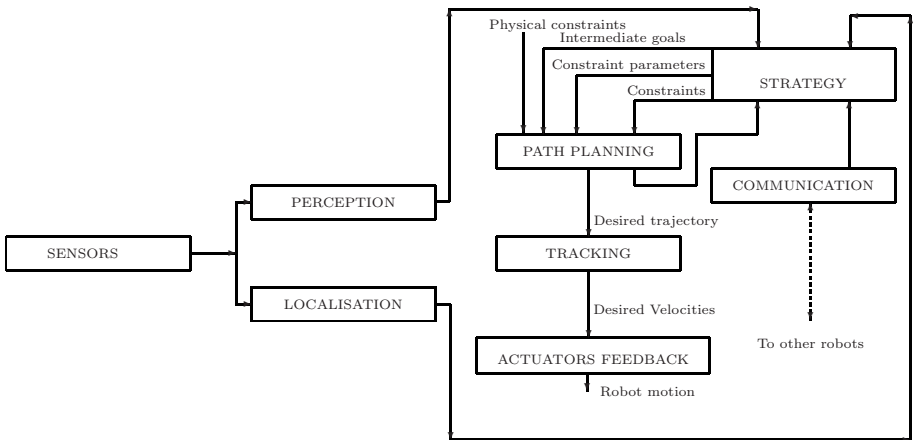 Physical constraints
Intermediate goals
Constraint parameters
STRATEGY
Constraints
PATH PLANNING
COMMUNICATION
PERCEPTION
Desired trajectory
SENSORS
TRACKING
LOCALISATION
Desired Velocities
To other robots
ACTUATORS FEEDBACK
Robot motion